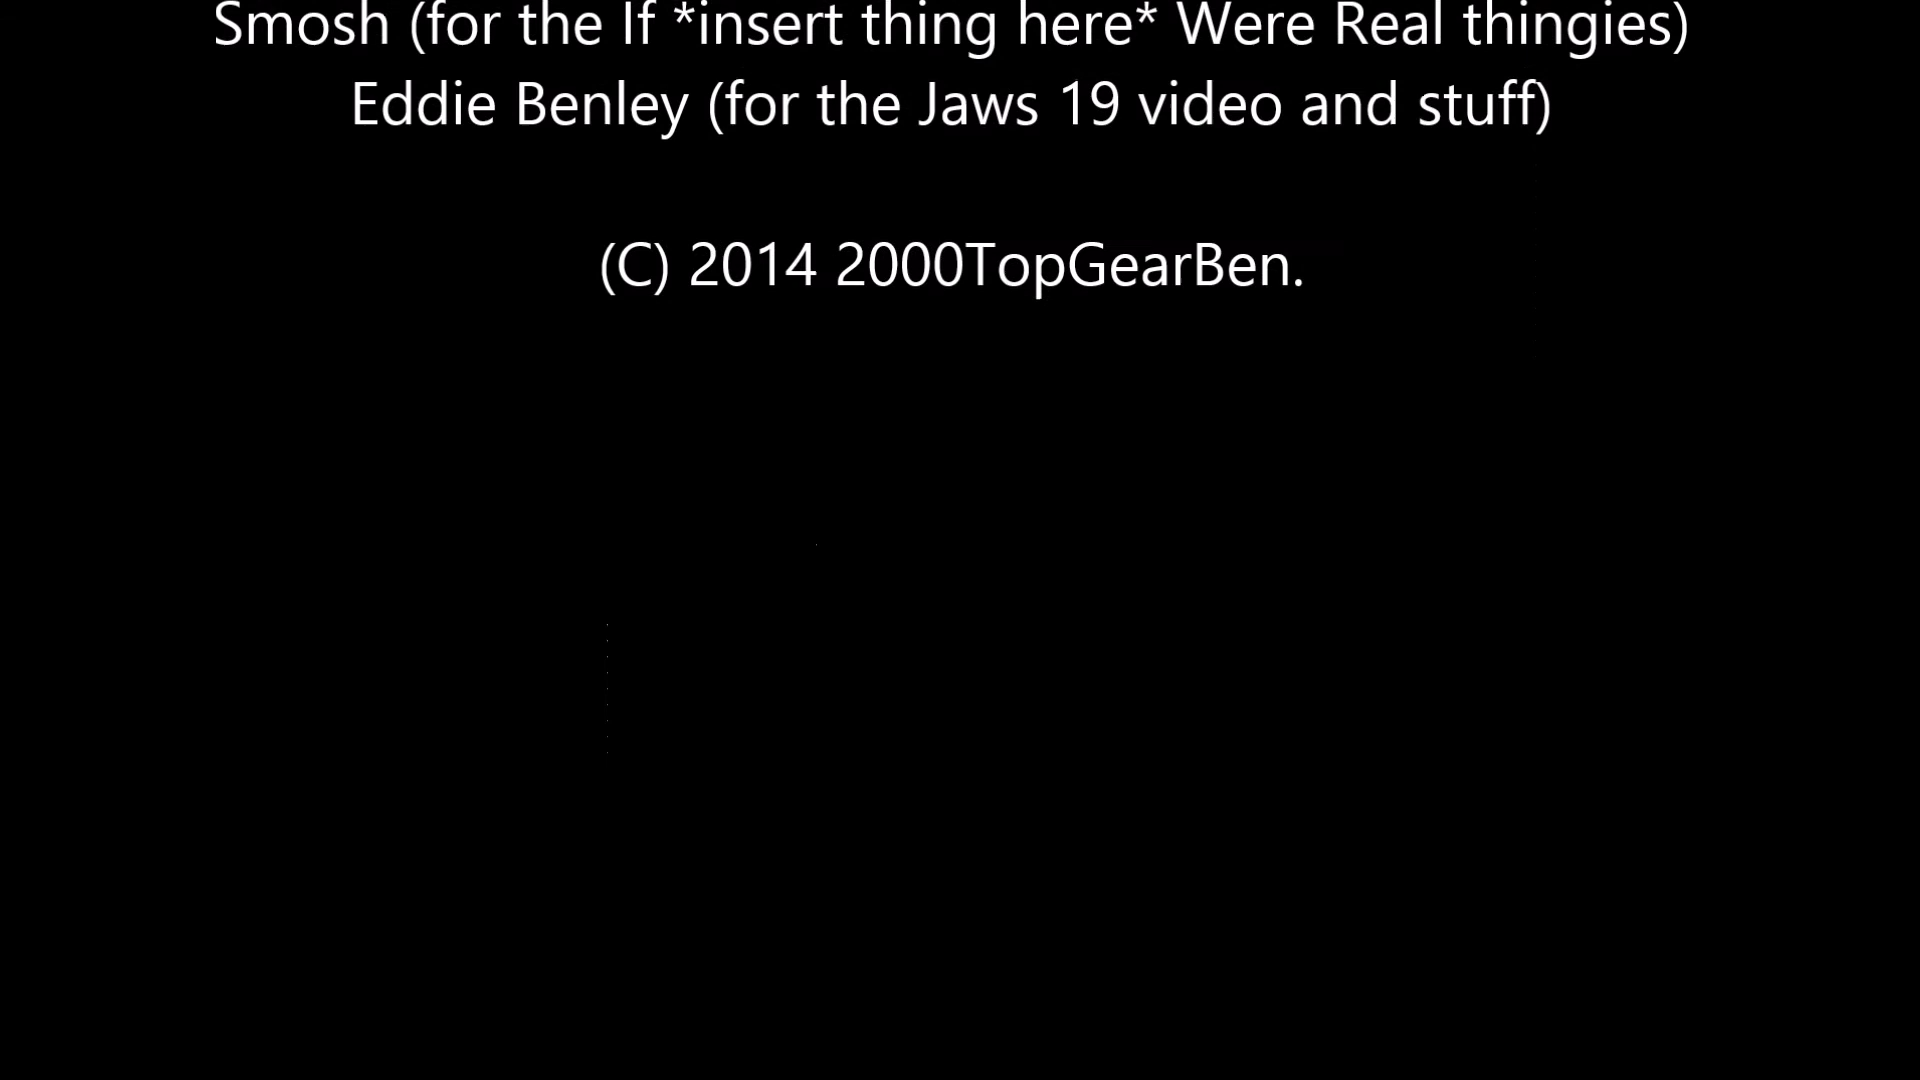 Smosh (for the If *insert thing here* Were Real thingies)
Eddie Benley (for the Jaws 19 video and stuff)
(C) 2014 2000TopGearBen.